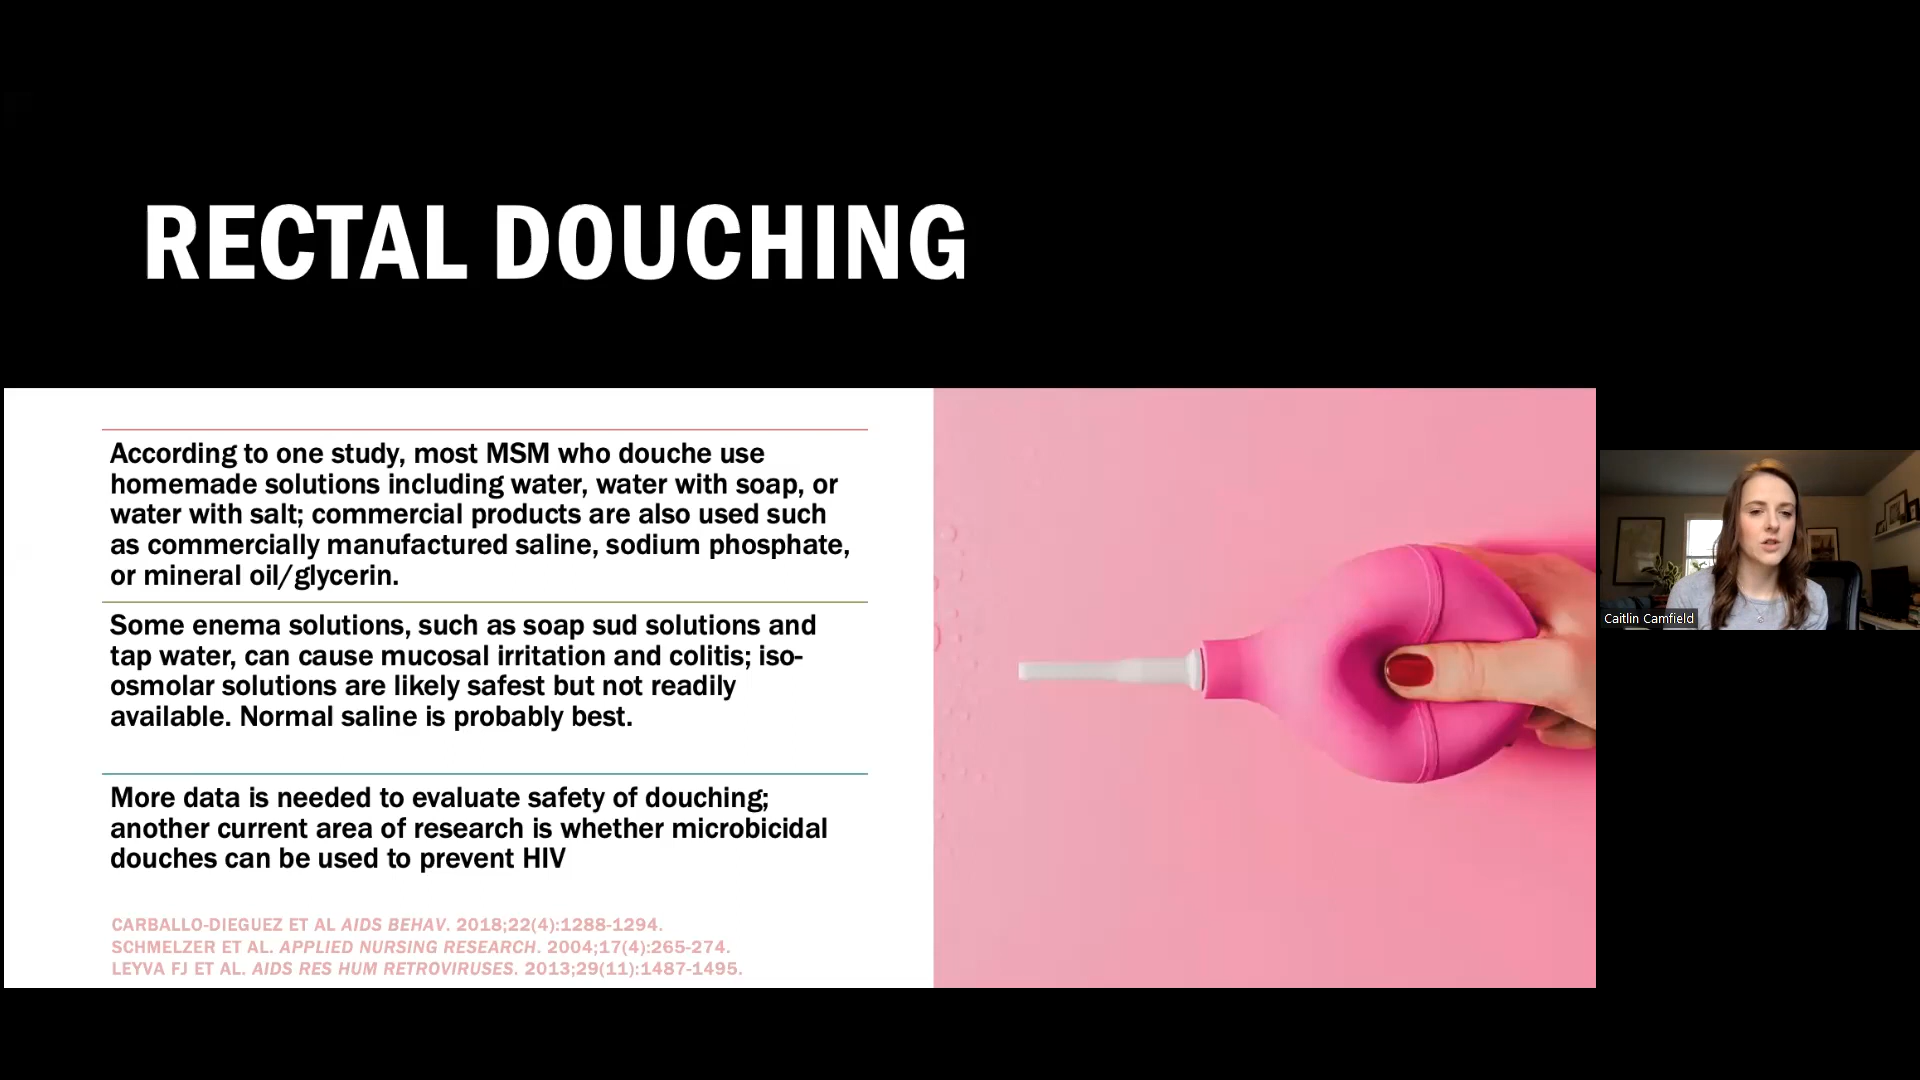 RECTAL DOUCHING
According to one study, most MSM who douche use
homemade solutions including water, water with soap, or
water with salt; commercial products are also used such
as commercially manufactured saline, sodium phosphate,
or mineral oil/glycerin.
Some enema solutions, such as soap sud solutions and
tap water, can cause mucosal irritation and colitis; iso-
osmolar solutions are likely safest but not readily
available. Normal saline is probably best.
More data is needed to evaluate safety of douching;
another current area of research is whether microbicidal
douches can be used to prevent HIV
CARBALLO-DIEGUEZ ET AL AIDS BEHAV. 2018;22(4):1288-1294.
SCHMELZER ET AL. APPLIED NURSING RESEARCH. 2004;17(4):265-274.
LEYVA FJ ET AL. AIDS RES HUM RETROVIRUSES. 2013;29(11):1487-1495.
Caitlin Camfield